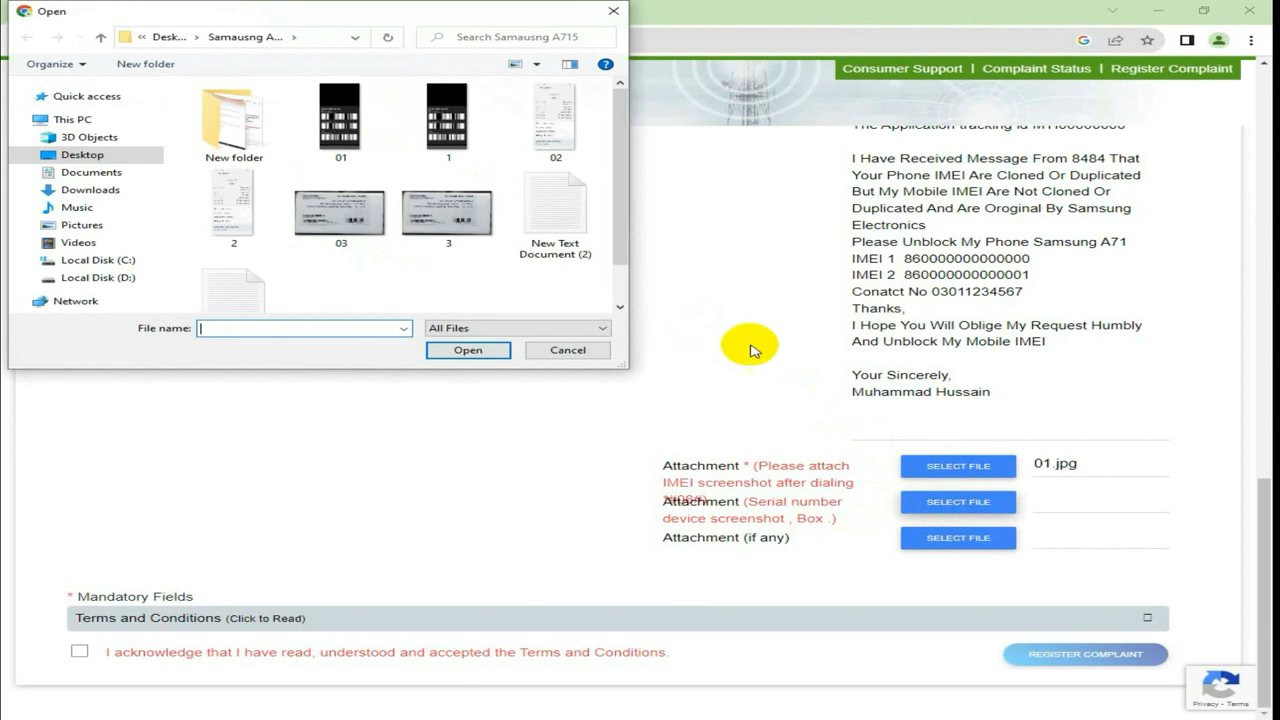 Open
Desk...
Samausng A...
Search Samausng A715
Organize
New folder
Quick access
This PC
3D Objects
Desktop
Documents
Downloads
Music
Pictures
Videos
Local Disk (C:)
Local Disk (D:)
Network
New folder
01
1
02
2
03
3
New Text
Document (2)
File name:
All Files
Open
Cancel
Consumer Support | Complaint Status | Register Complaint
I Have Received Message From 8484 That
Your Phone IMEI Are Cloned Or Duplicated
But My Mobile IMEI Are Not Cloned Or
Duplicated And Are Oroginal By Samsung
Electronics
Please Unblock My Phone Samsung A71
IMEI 1 860000000000000
IMEI 2 860000000000001
Conatct No 03011234567
Thanks,
I Hope You Will Oblige My Request Humbly
And Unblock My Mobile IMEI
Your Sincerely,
Muhammad Hussain
Attachment * (Please attach
IMEI screenshot after dialing
SELECT FILE
01.jpg
Attachment (Serial number
device screenshot , Box .)
SELECT FILE
Attachment (if any)
SELECT FILE
* Mandatory Fields
Terms and Conditions (Click to Read)
I acknowledge that I have read, understood and accepted the Terms and Conditions.
REGISTER COMPLAINT
Privacy - Terms